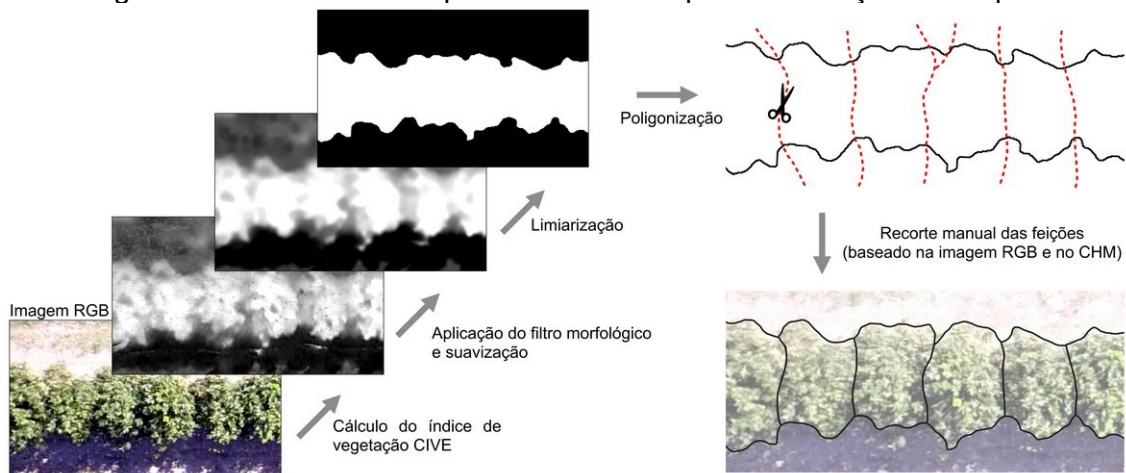 Imagem RGB
Cálculo do índice de
vegetação CIVE
Aplicação do filtro morfológico
e suavização
Limiarização
Poligonização
Recorte manual das feições
(baseado na imagem RGB e no CHM)